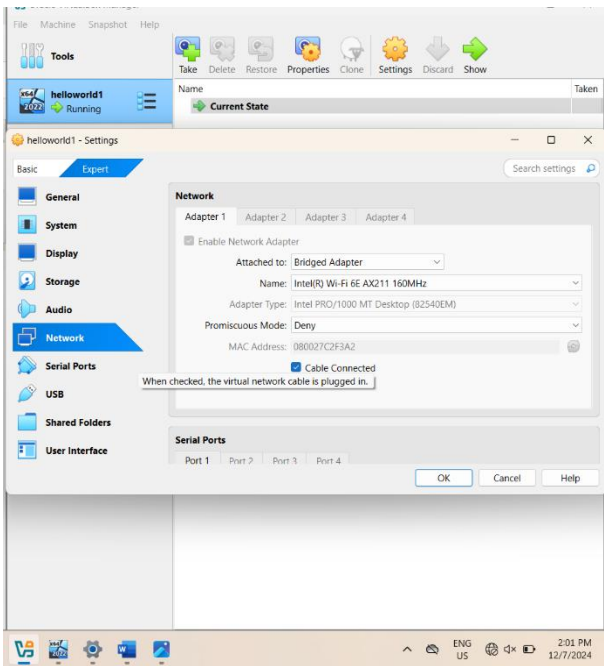 File Machine Snapshot Help
Tools
Take Delete Restore Properties Clone Settings Discard Show
helloworld1
Running
Name Taken
Current State
helloworld1 - Settings
Basic Expert Search settings
General
System
Display
Storage
Audio
Network
Serial Ports
USB
Shared Folders
User Interface
Network
Adapter 1 Adapter 2 Adapter 3 Adapter 4
Enable Network Adapter
Attached to: Bridged Adapter
Name: Intel(R) Wi-Fi 6E AX211 160MHz
Adapter Type: Intel PRO/1000 MT Desktop (82540EM)
Promiscuous Mode: Deny
MAC Address: 080027C2F3A2
Cable Connected
When checked, the virtual network cable is plugged in.
Serial Ports
Port 1 Port 2 Port 3 Port 4
OK Cancel Help
ENG
US
2:01 PM
12/7/2024